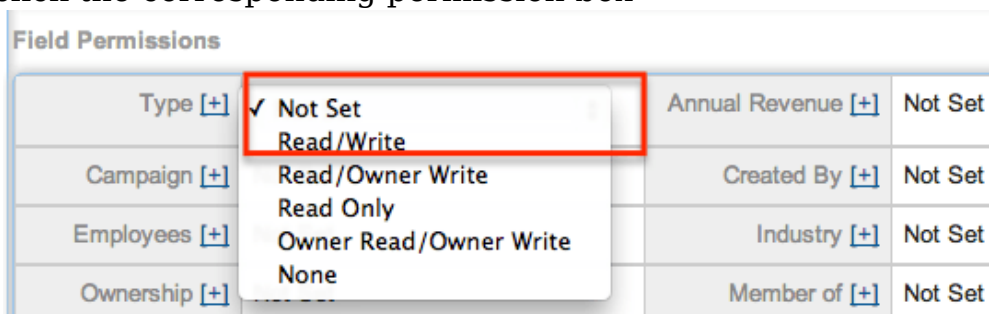 Field Permissions
Type [+] ✓ Not Set Annual Revenue [+] Not Set
Read/Write
Campaign [+] Read/Owner Write Created By [+] Not Set
Read Only
Employees [+] Owner Read/Owner Write Industry [+] Not Set
None
Ownership [+] Member of [+] Not Set